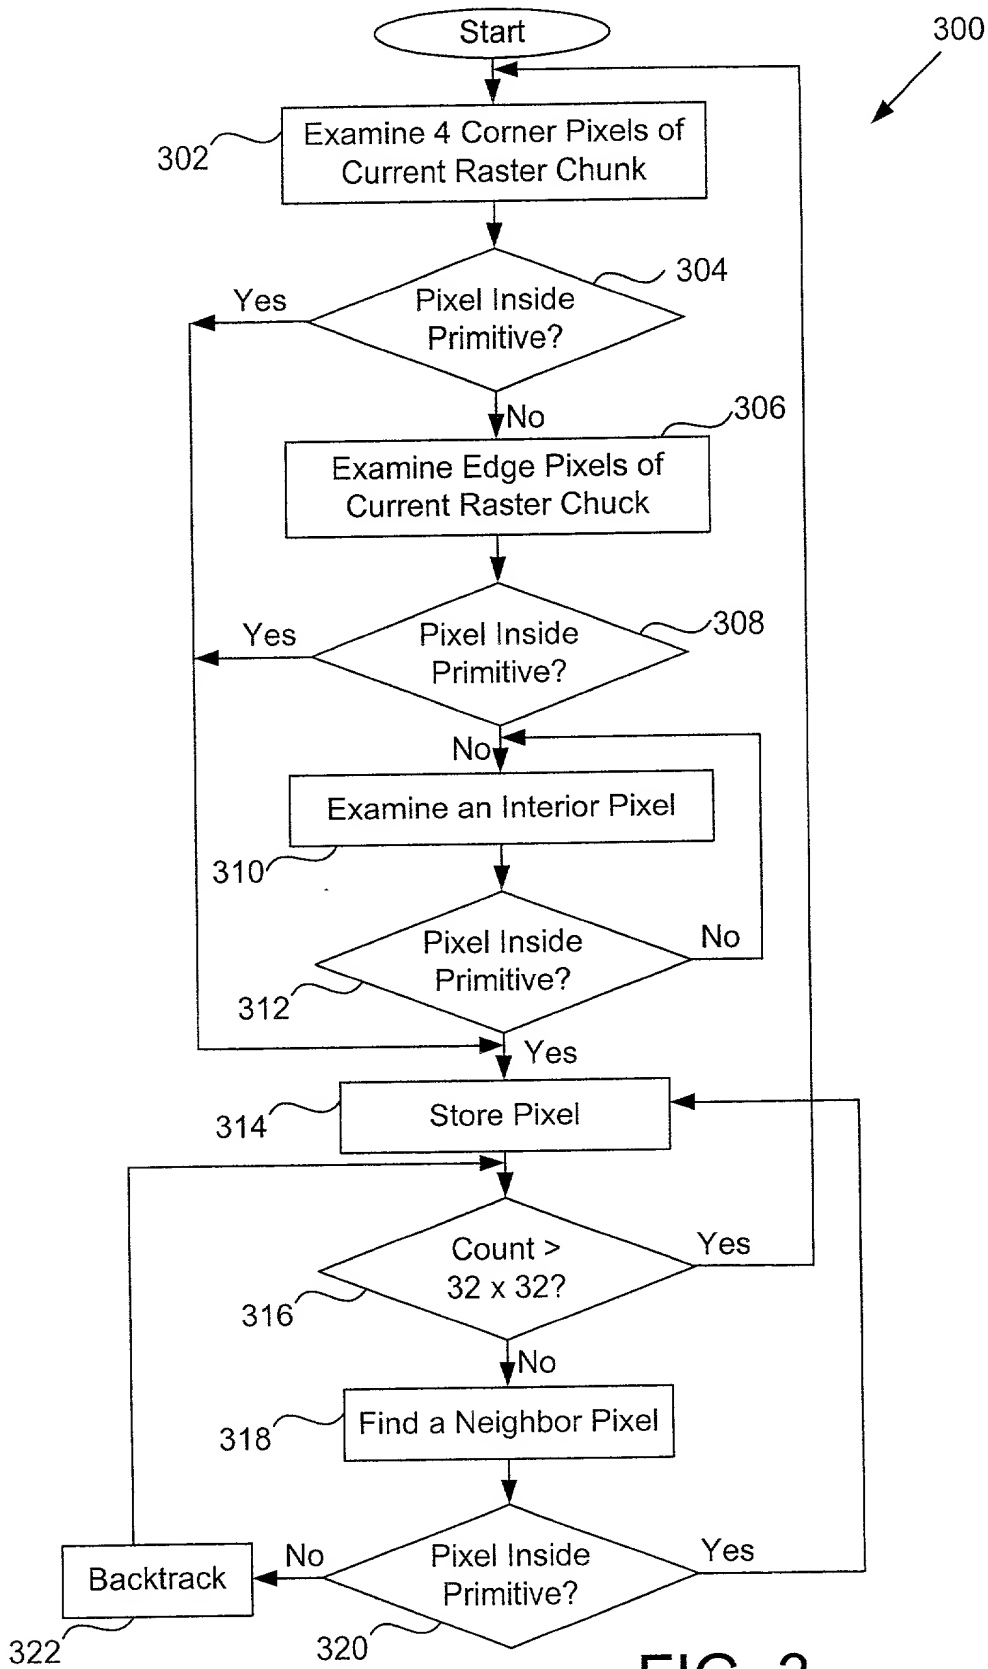 Start
300
302
Examine 4 Corner Pixels of
Current Raster Chunk
304
Yes
Pixel Inside
Primitive?
No
306
Examine Edge Pixels of
Current Raster Chuck
308
Yes
Pixel Inside
Primitive?
No
Examine an Interior Pixel
310
Pixel Inside
Primitive?
No
312
Yes
314
Store Pixel
Count >
32 x 32?
Yes
316
No
318
Find a Neighbor Pixel
Pixel Inside
Primitive?
Yes
No
Backtrack
322
320